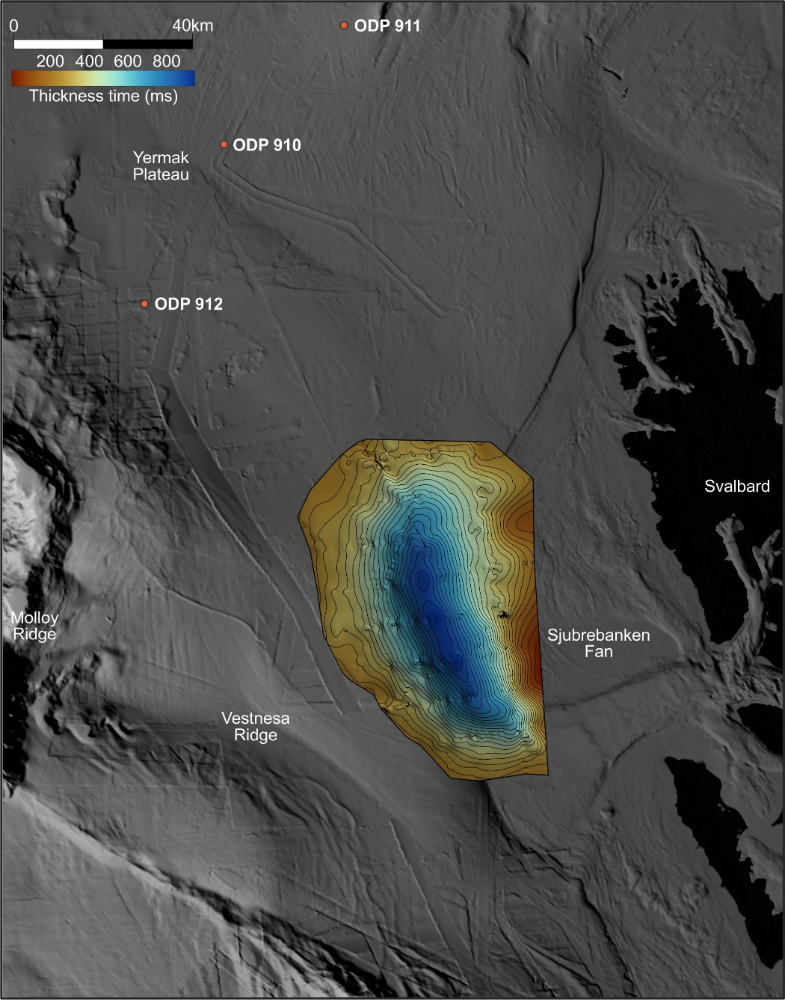 0 40km
200 400 600 800
Thickness time (ms)
ODP 911
ODP 910
Yermak
Plateau
ODP 912
Svalbard
Molloy
Ridge
Sjubrebanken
Fan
Vestnesa
Ridge